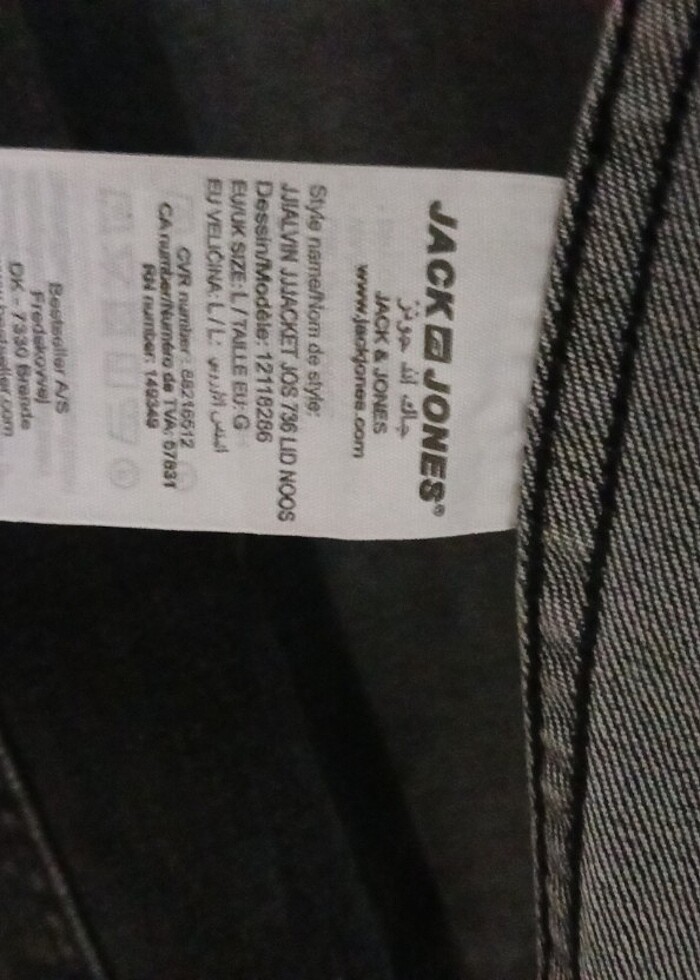 JACK & JONES®
جاك اند جونز
JACK & JONES
www.jackjones.com
Style name/Nom de style:
JJIALVIN JJJACKET JOS 736 LID NOOS
Dessin/Modèle: 12118286
EU/UK SIZE: L / TAILLE EU: G
EU VELIČINA: L / L:
CVR number: 88216512
CA number/Numéro de TVA: 57831
RN number: 149349
Bestseller A/S
Fredskovvej
DK - 7330 Brande